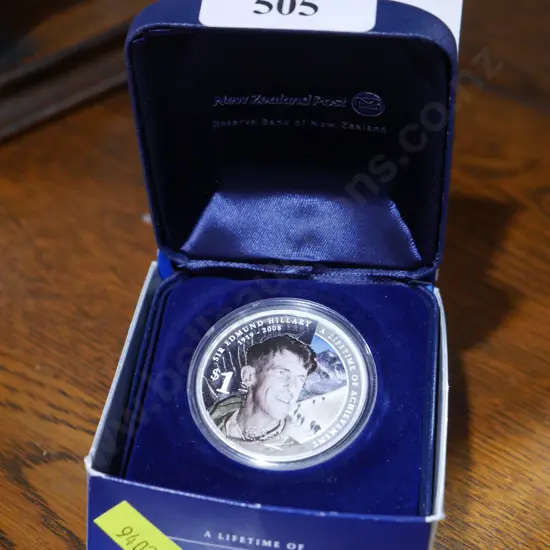 505
New Zealand Post
Reserve Bank of New Zealand
SIR EDMUND HILLARY
1919 - 2008
A LIFETIME OF ACHIEVEMENT
$1
A LIFETIME OF